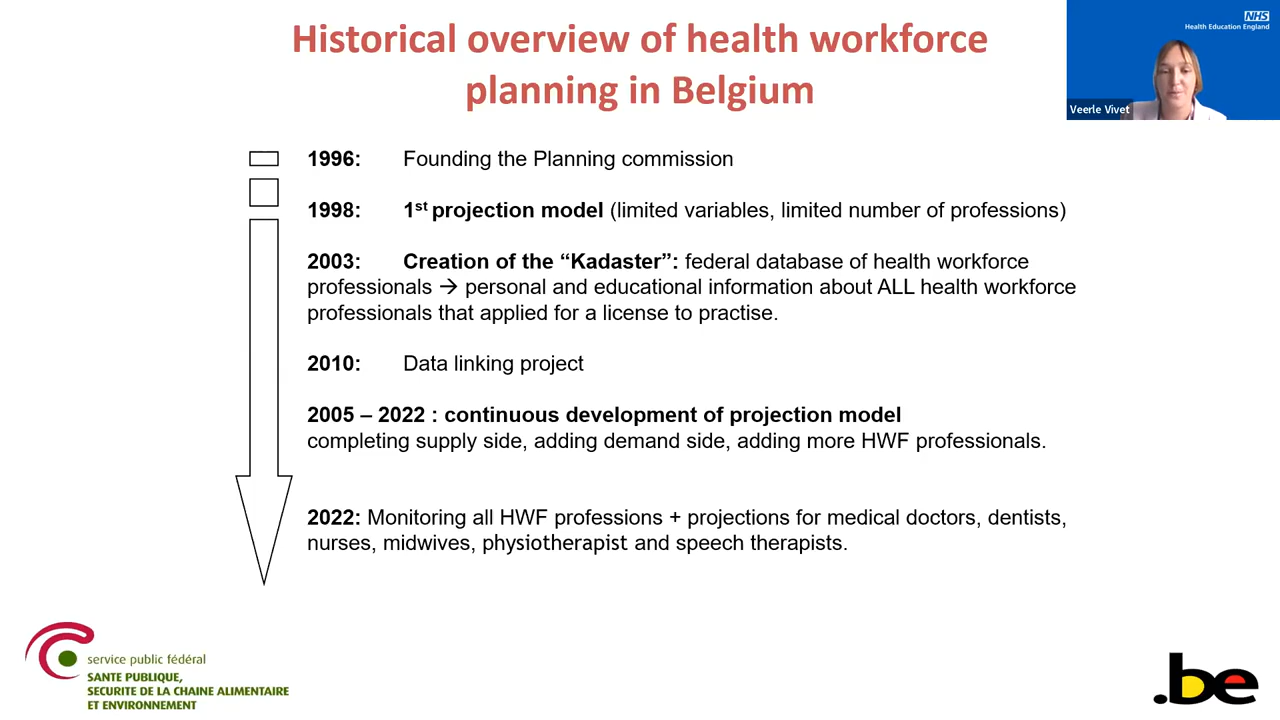 Historical overview of health workforce
planning in Belgium
NHS
Health Education England
Veerle Vivet
1996: Founding the Planning commission
1998: 1st projection model (limited variables, limited number of professions)
2003: Creation of the “Kadaster”: federal database of health workforce
professionals → personal and educational information about ALL health workforce
professionals that applied for a license to practise.
2010: Data linking project
2005 – 2022 : continuous development of projection model
completing supply side, adding demand side, adding more HWF professionals.
2022: Monitoring all HWF professions + projections for medical doctors, dentists,
nurses, midwives, physiotherapist and speech therapists.
service public fédéral
SANTE PUBLIQUE,
SECURITE DE LA CHAINE ALIMENTAIRE
ET ENVIRONNEMENT
.be